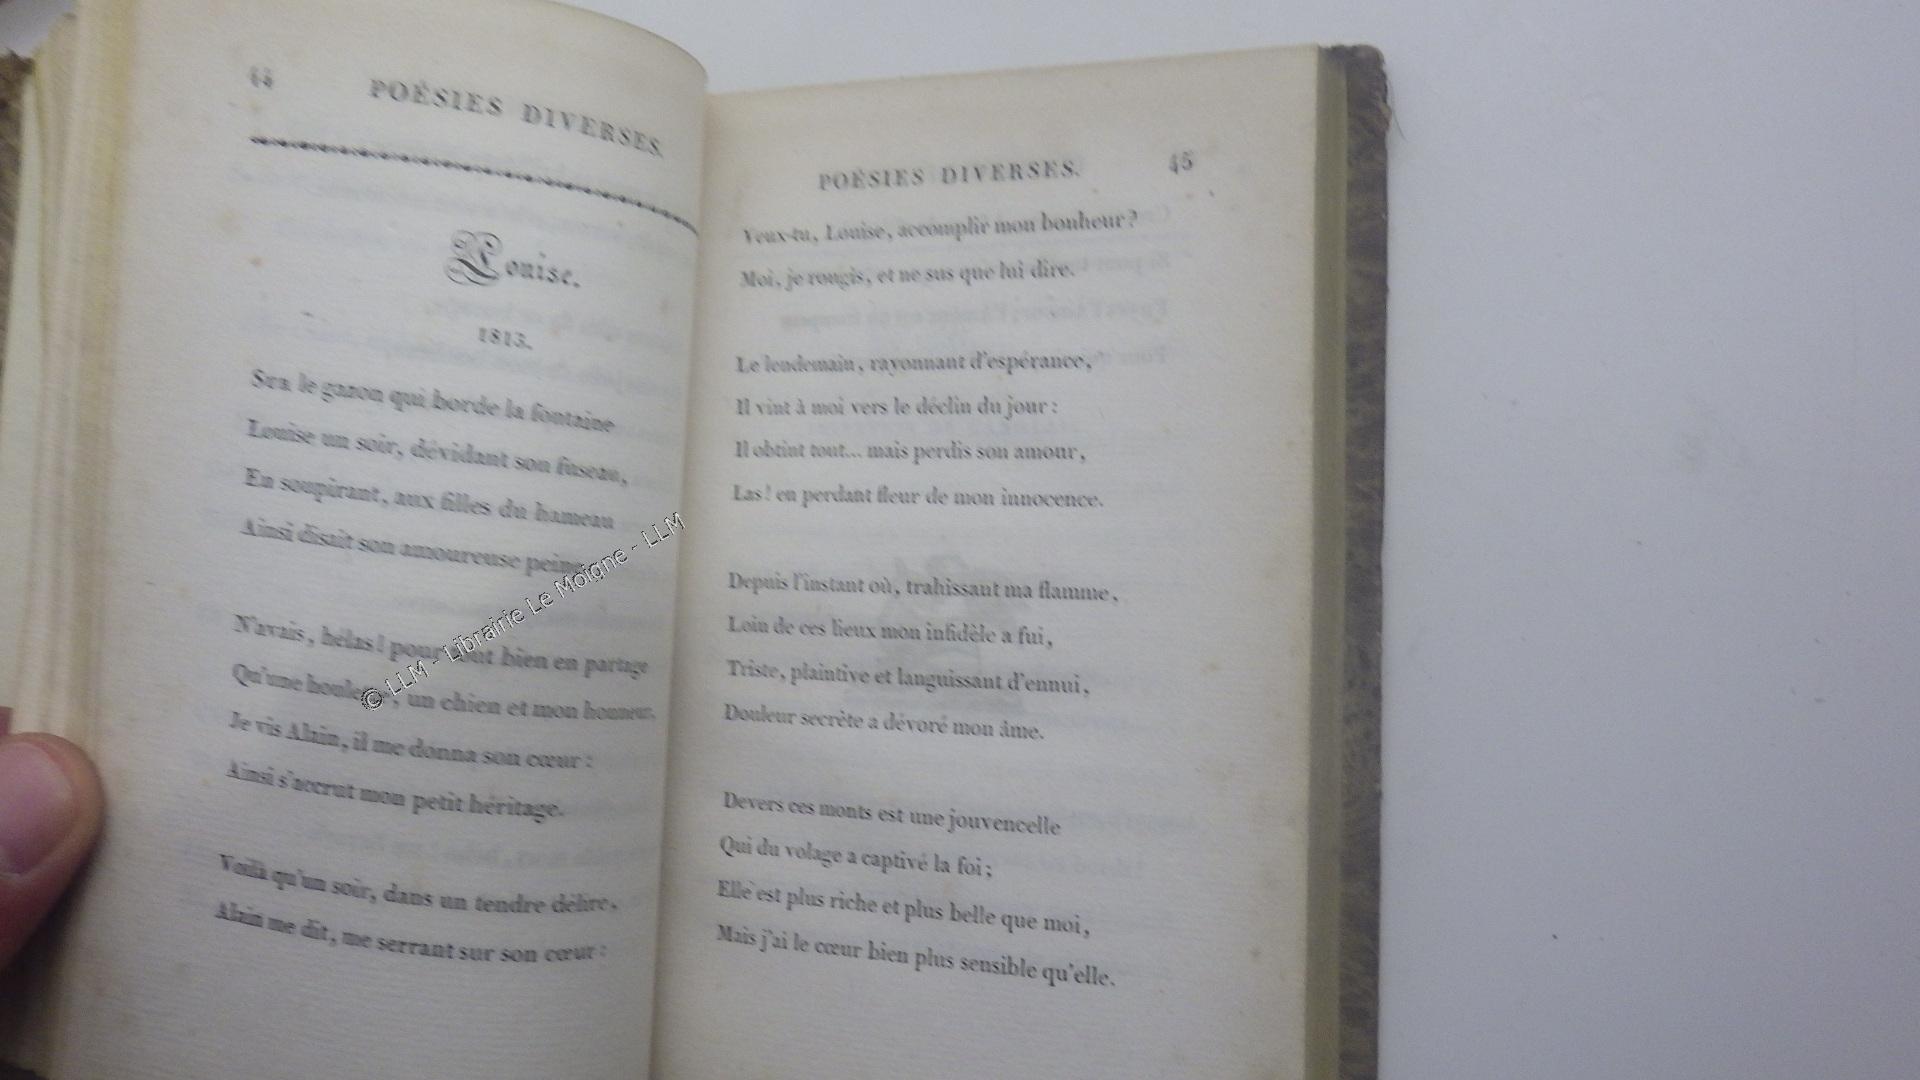 44
POÉSIES DIVERSES.
Louise.
1813.
SUR le gazon qui borde la fontaine
Louise un soir, dévidant son fuseau,
En soupirant, aux filles du hameau
Ainsi disait son amoureuse peine
N'avais, hélas! pour tout bien en partage
Qu'une houlette, un chien et mon honneur.
Je vis Alain, il me donna son cœur :
Ainsi s'accrut mon petit héritage.
Voilà qu'un soir, dans un tendre délire,
Alain me dit, me serrant sur son cœur :
© LLM - Librairie Le Moigne - LLM
POÉSIES DIVERSES.
45
Veux-tu, Louise, accomplir mon bonheur ?
Moi, je rougis, et ne sus que lui dire.
Le lendemain, rayonnant d'espérance,
Il vint à moi vers le déclin du jour :
Il obtint tout... mais perdis son amour,
Las! en perdant fleur de mon innocence.
Depuis l'instant où, trahissant ma flamme,
Loin de ces lieux mon infidèle a fui,
Triste, plaintive et languissant d'ennui,
Douleur secrète a dévoré mon âme.
Devers ces monts est une jouvencelle
Qui du volage a captivé la foi;
Elle est plus riche et plus belle que moi,
Mais j'ai le cœur bien plus sensible qu'elle.